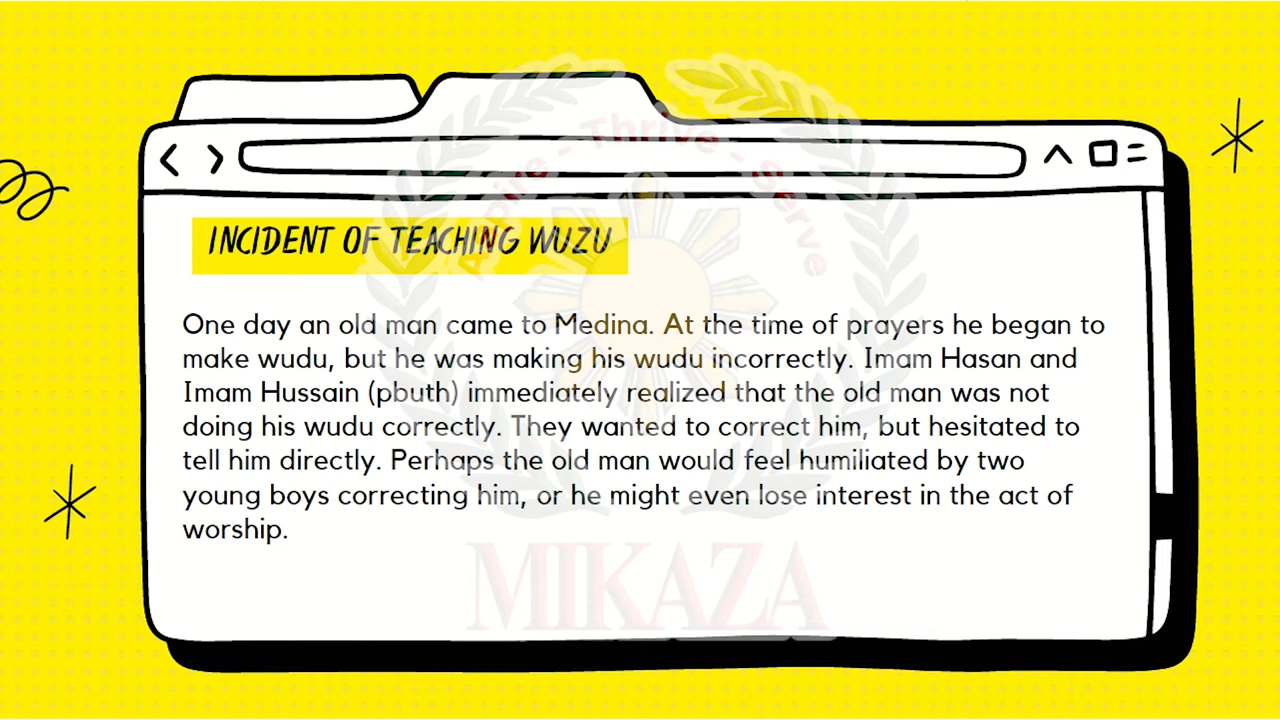 Aspire - Thrive - Serve
INCIDENT OF TEACHING WUZU
One day an old man came to Medina. At the time of prayers he began to
make wudu, but he was making his wudu incorrectly. Imam Hasan and
Imam Hussain (pbuth) immediately realized that the old man was not
doing his wudu correctly. They wanted to correct him, but hesitated to
tell him directly. Perhaps the old man would feel humiliated by two
young boys correcting him, or he might even lose interest in the act of
worship.
MIKAZA